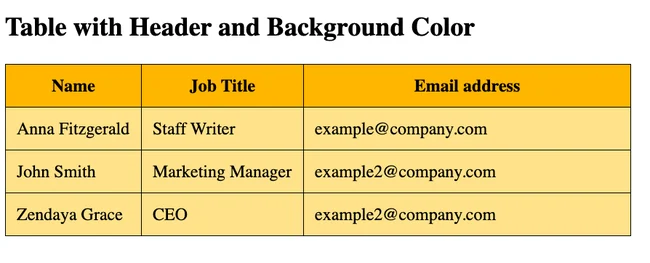 Table with Header and Background Color
Name Job Title Email address
Anna Fitzgerald Staff Writer example@company.com
John Smith Marketing Manager example2@company.com
Zendaya Grace CEO example2@company.com